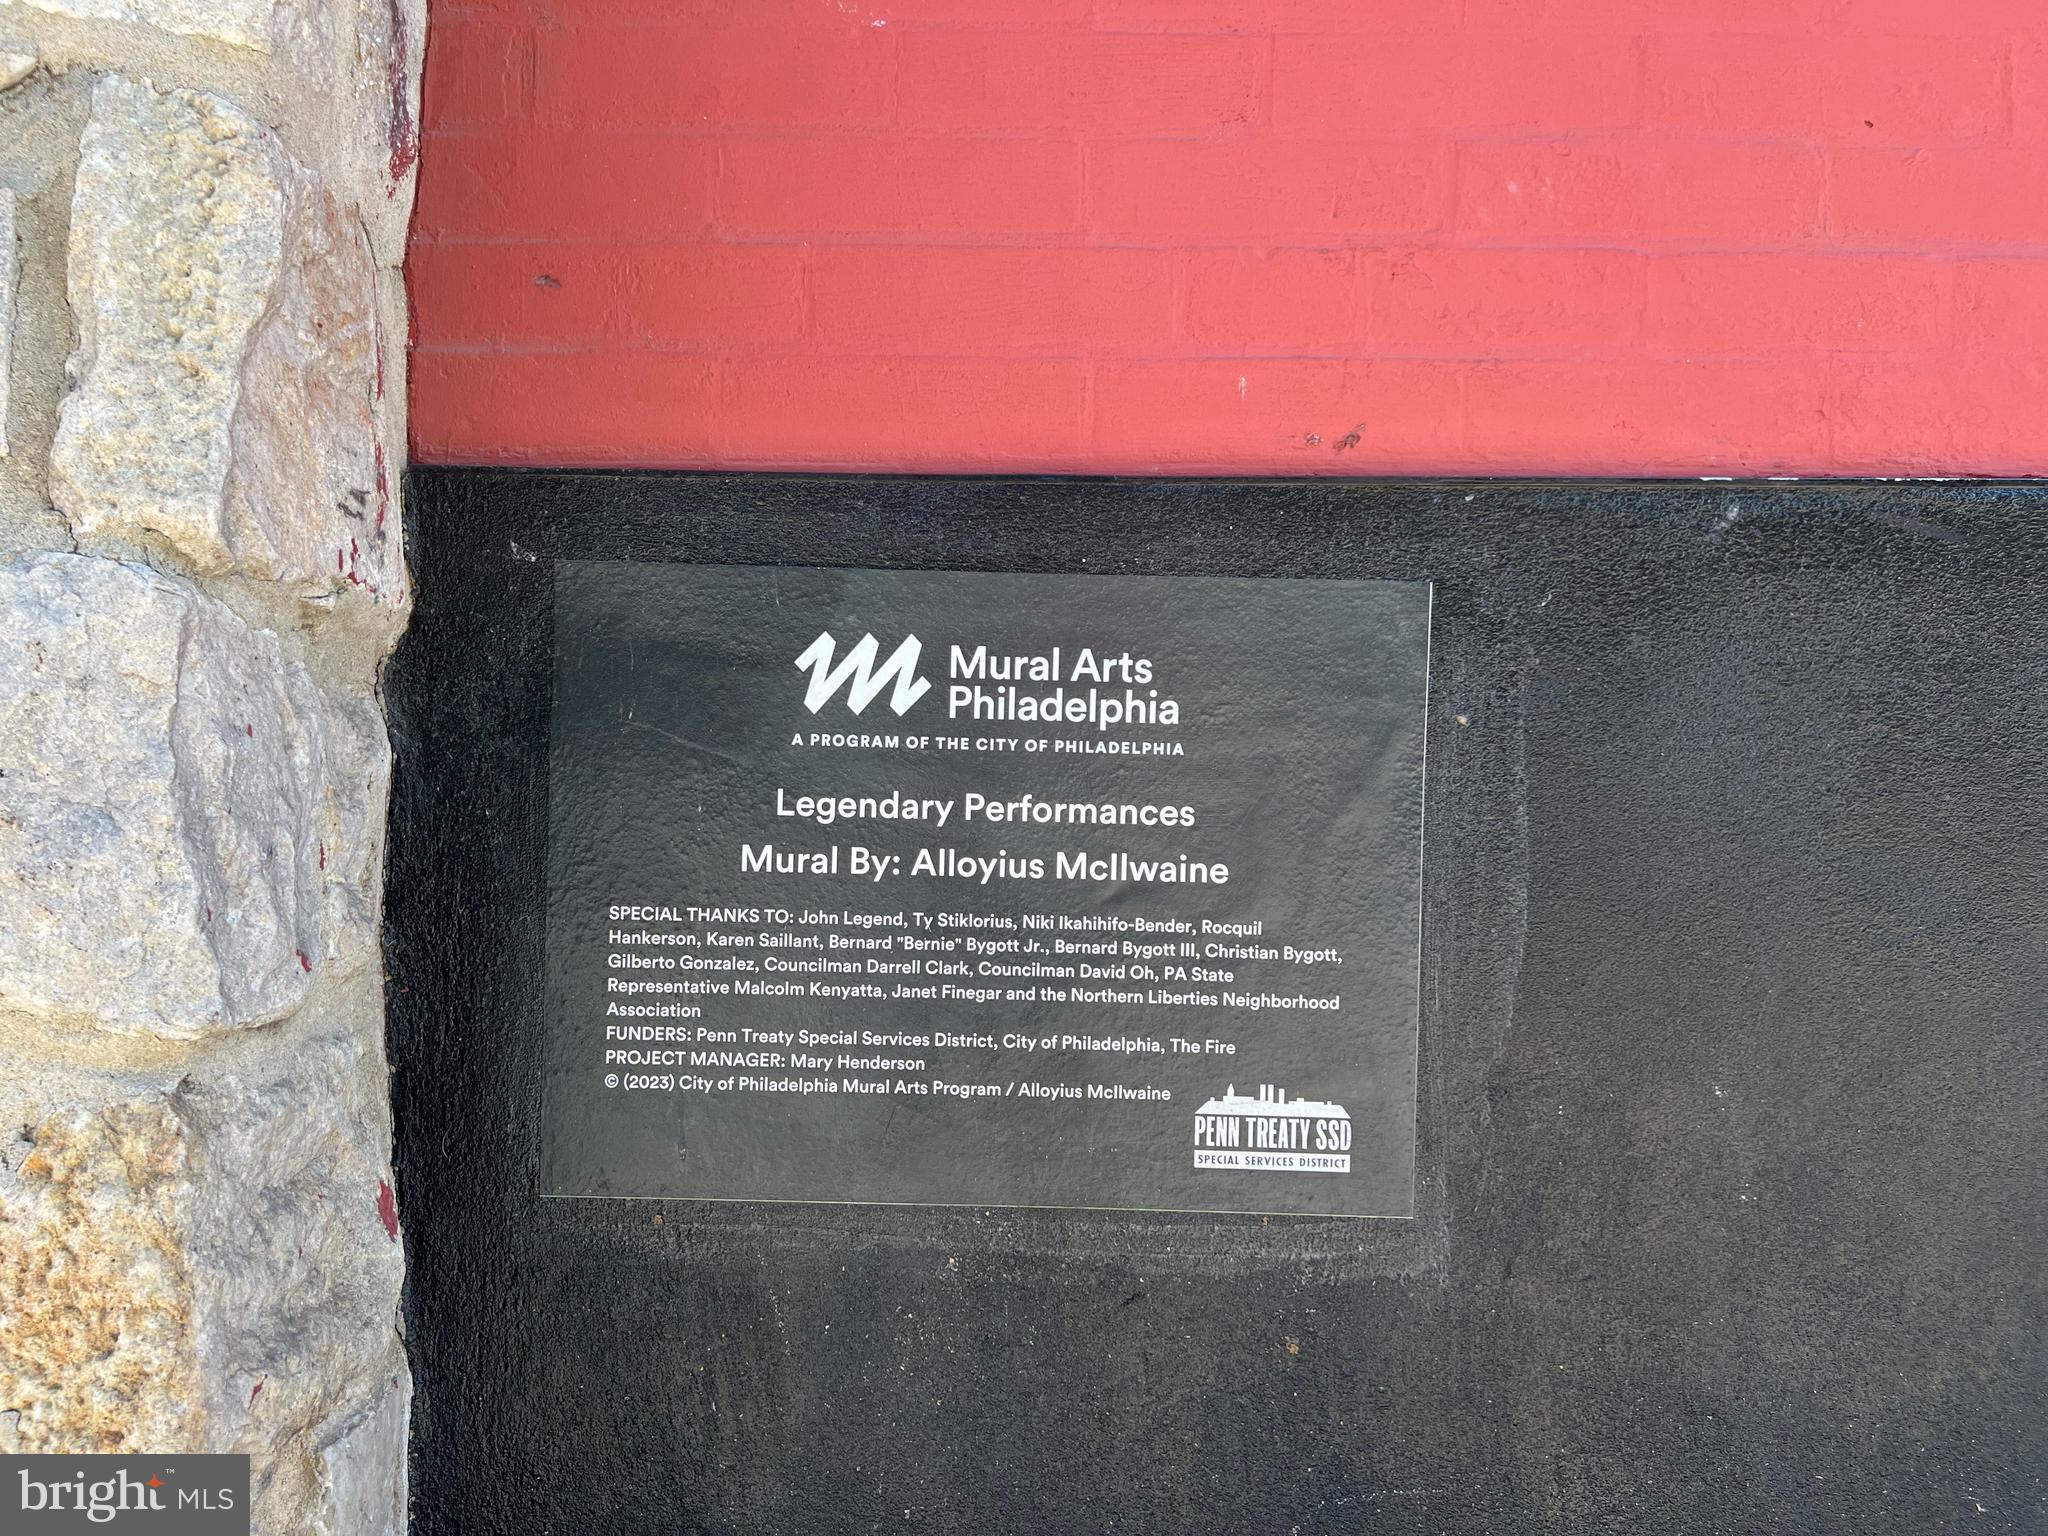 Mural Arts
Philadelphia
A PROGRAM OF THE CITY OF PHILADELPHIA
Legendary Performances
Mural By: Alloyius McIlwaine
SPECIAL THANKS TO: John Legend, Ty Stiklorius, Niki Ikahihifo-Bender, Rocquil
Hankerson, Karen Saillant, Bernard "Bernie" Bygott Jr., Bernard Bygott III, Christian Bygott,
Gilberto Gonzalez, Councilman Darrell Clark, Councilman David Oh, PA State
Representative Malcolm Kenyatta, Janet Finegar and the Northern Liberties Neighborhood
Association
FUNDERS: Penn Treaty Special Services District, City of Philadelphia, The Fire
PROJECT MANAGER: Mary Henderson
© (2023) City of Philadelphia Mural Arts Program / Alloyius McIlwaine
PENN TREATY SSD
SPECIAL SERVICES DISTRICT
bright™ MLS